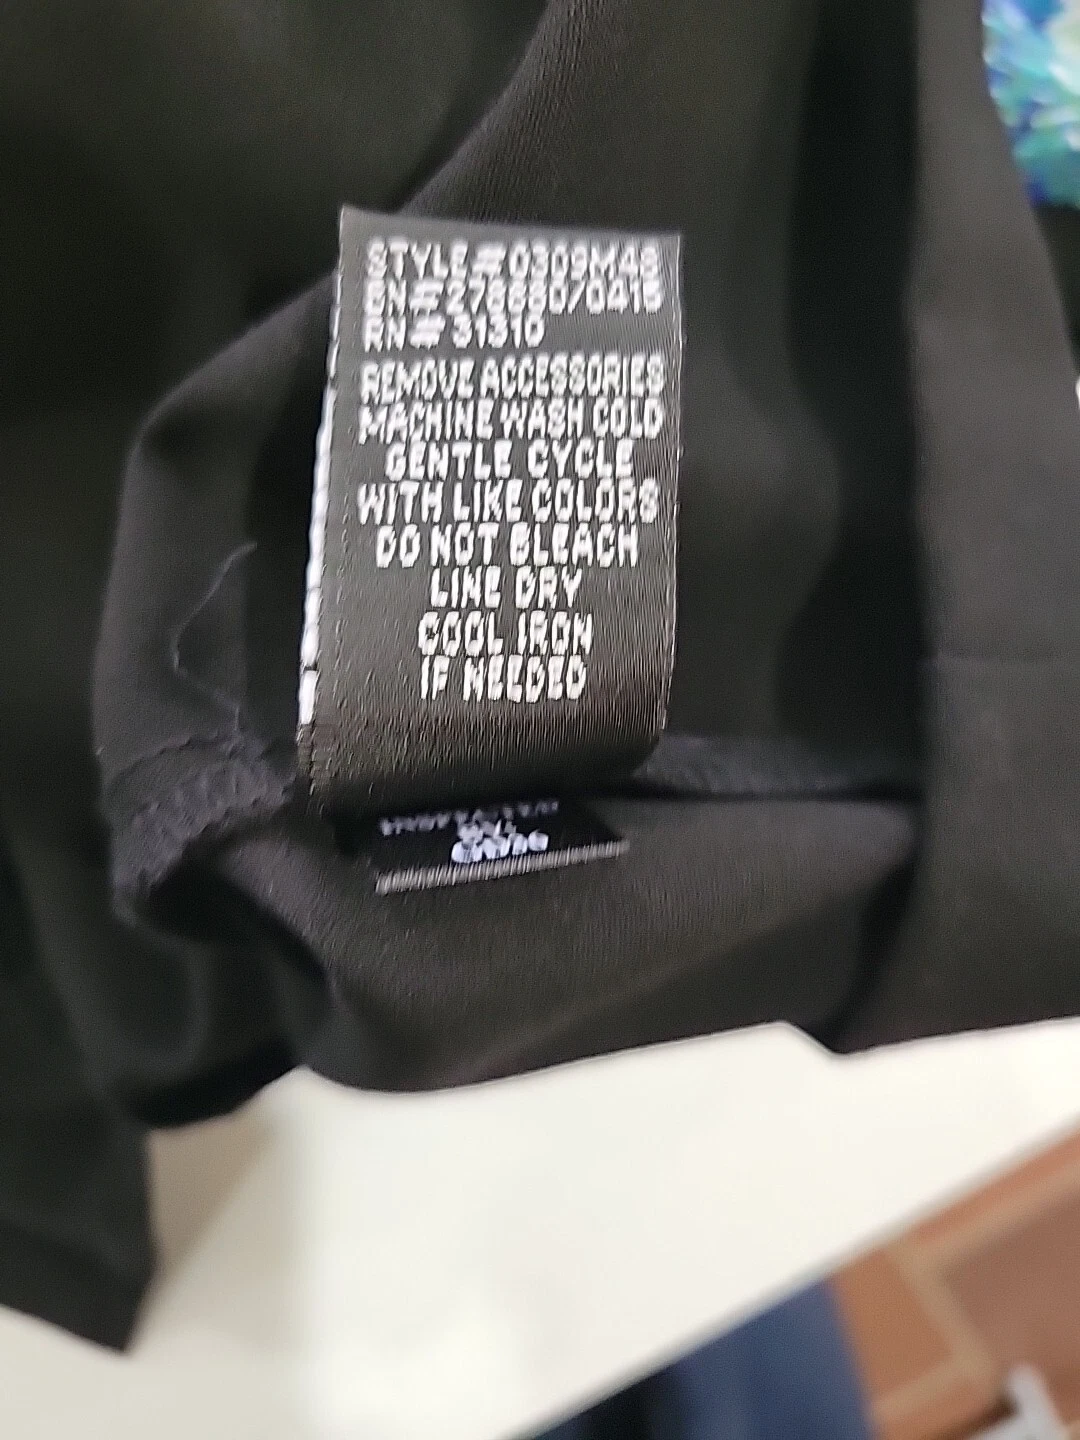 STYLE#0309M48
RN# 31310
REMOVE ACCESSORIES
MACHINE WASH COLD
GENTLE CYCLE
WITH LIKE COLORS
DO NOT BLEACH
LINE DRY
COOL IRON
IF NEEDED